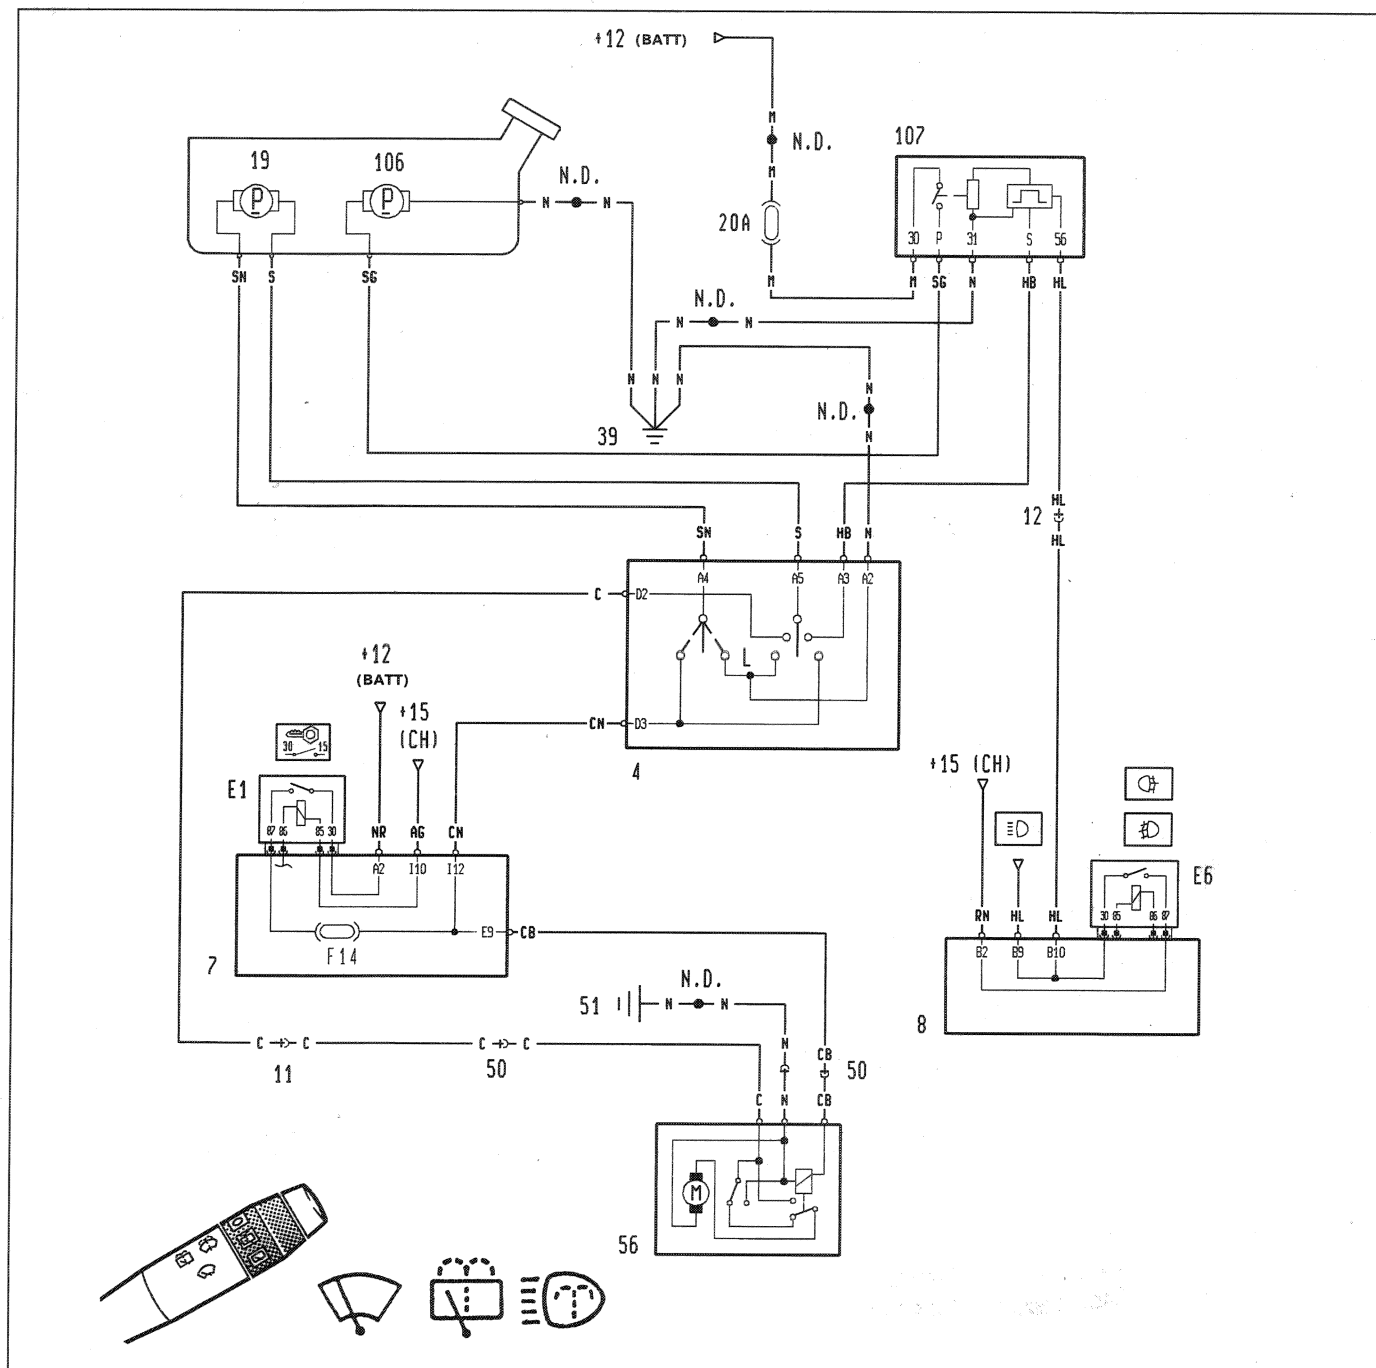 +12 (BATT)
M
N.D.
M
107
19
106
P
P
N.D.
N
N
20A
30
P
31
S
56
SN
S
SG
M
M
SG
N
HB
HL
N.D.
N
N
N
N
N
N
N.D.
N
39
HL
12
HL
SN
S
HB
N
A4
A5
A3
A2
C
D2
L
+12
(BATT)
+15
(CH)
CN
D3
30
15
4
E1
+15 (CH)
87
86
85
30
NR
AG
CN
A2
I10
I12
E6
30
85
86
87
RN
HL
HL
B2
B9
B10
F14
E9
CB
7
N.D.
51
N
N
8
C
C
C
C
11
50
N
CB
50
C
N
CB
M
56